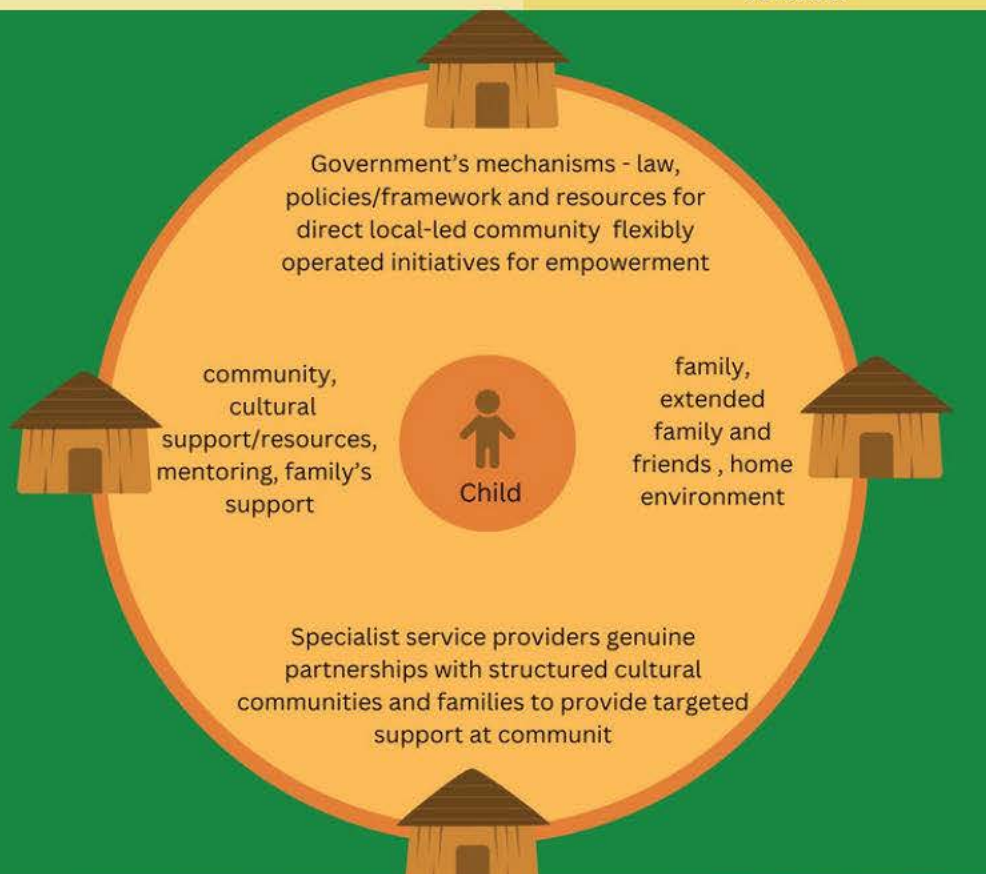 Government's mechanisms - law,
policies/framework and resources for
direct local-led community flexibly
operated initiatives for empowerment
community,
cultural
support/resources,
mentoring, family's
support
Child
family,
extended
family and
friends , home
environment
Specialist service providers genuine
partnerships with structured cultural
communities and families to provide targeted
support at communit